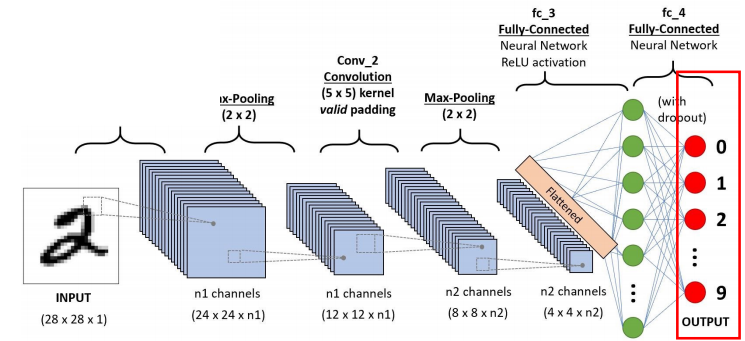 fc_3
Fully-Connected
Neural Network
ReLU activation
fc_4
Fully-Connected
Neural Network
Conv_2
Convolution
(5 x 5) kernel
valid padding
x-Pooling
(2 x 2)
Max-Pooling
(2 x 2)
(with
dropout)
Flattened
0
1
2
9
INPUT
(28 x 28 x 1)
n1 channels
(24 x 24 x n1)
n1 channels
(12 x 12 x n1)
n2 channels
(8 x 8 x n2)
n2 channels
(4 x 4 x n2)
OUTPUT